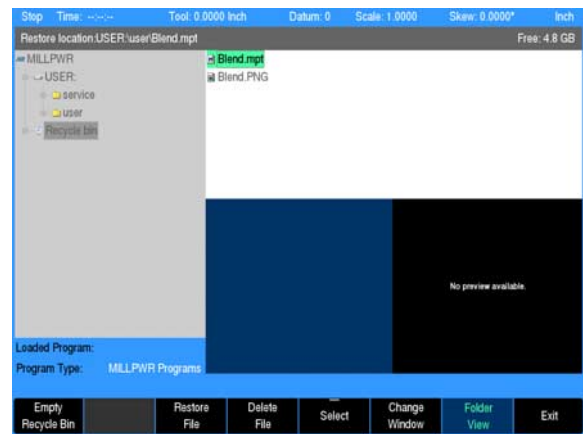 Stop Time: --:--:-- Tool: 0.0000 Inch Datum: 0 Scale: 1.0000 Skew: 0.0000° Inch
Restore location:USER:\user\Blend.mpt Free: 4.8 GB
MILLPWR
USER:
service
user
Recycle bin
Blend.mpt
Blend.PNG
No preview available.
Loaded Program:
Program Type: MILLPWR Programs
Empty Recycle Bin
Restore File
Delete File
Select
Change Window
Folder View
Exit